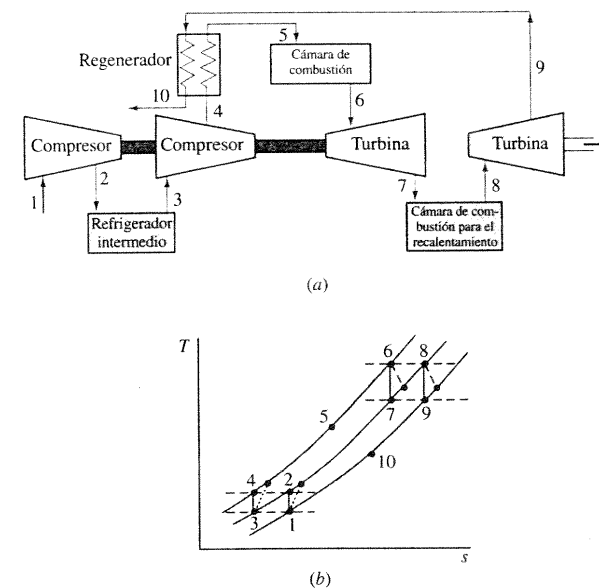 Regenerador
5
Cámara de
combustión
9
10
4
6
Compresor
Compresor
Turbina
Turbina
1
2
3
7
8
Refrigerador
intermedio
Cámara de com-
bustión para el
recalentamiento
(a)
T
6
8
5
7
9
4
2
10
3
1
s
(b)